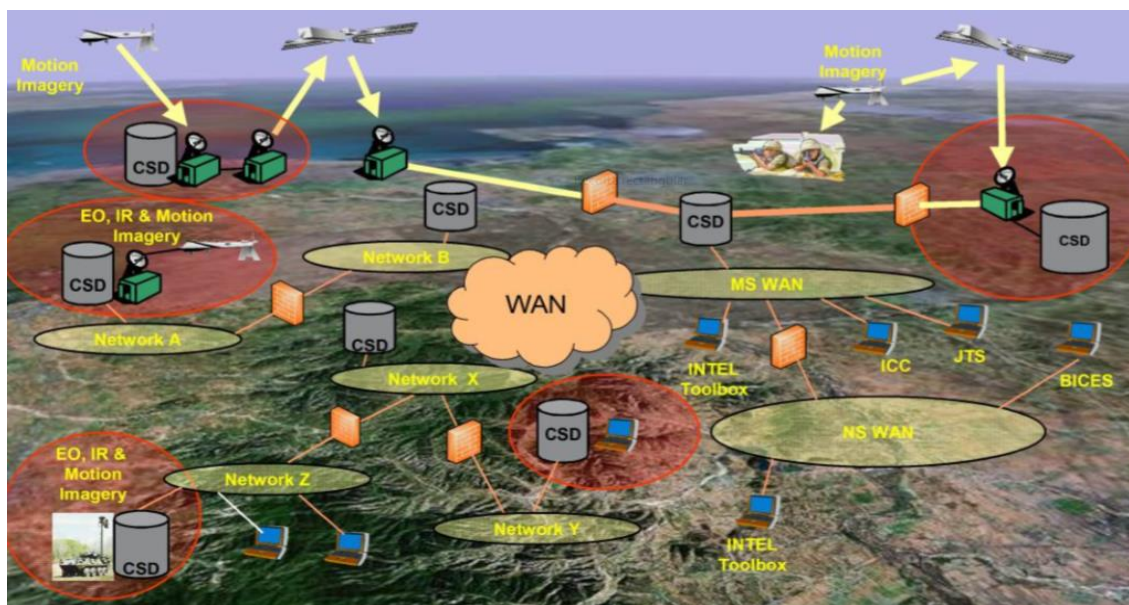 Motion
Imagery
Motion
Imagery
CSD
EO, IR & Motion
Imagery
CSD
CSD
CSD
CSD
Network B
WAN
MS WAN
Network A
CSD
INTEL
Toolbox
ICC
JTS
BICES
Network X
CSD
NS WAN
EO, IR &
Motion
Imagery
Network Z
CSD
Network Y
INTEL
Toolbox